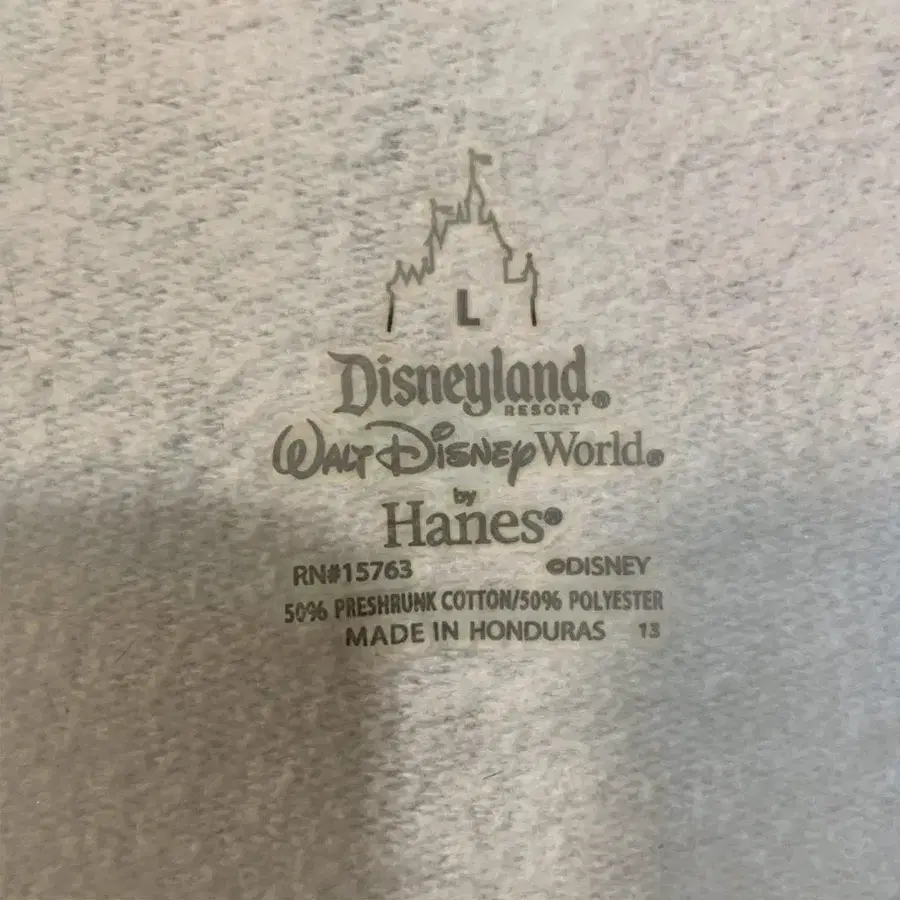 L
Disneyland®
RESORT
Walt Disney World®
by
Hanes®
RN#15763 ©DISNEY
50% PRESHRUNK COTTON/50% POLYESTER
MADE IN HONDURAS 13